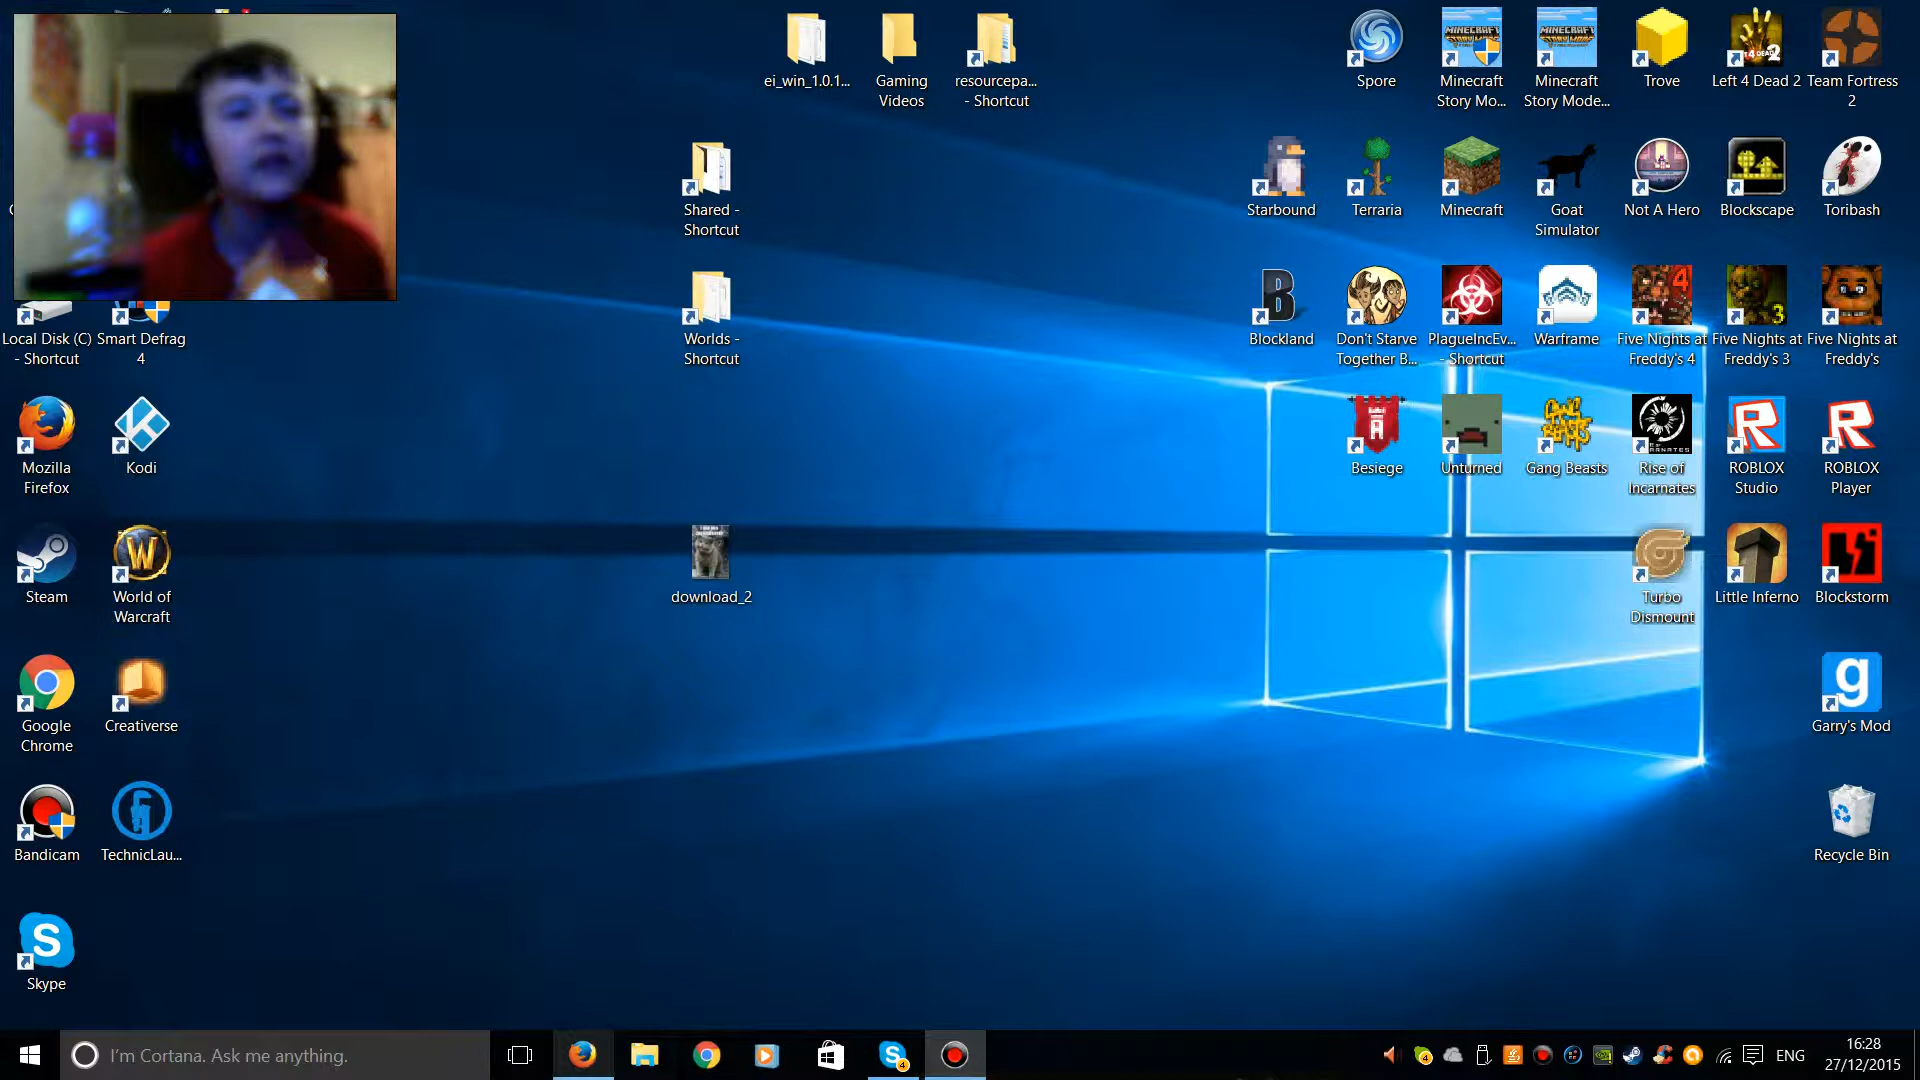 ei_win_1.0.1...
Gaming
Videos
resourcepa...
- Shortcut
Spore
Minecraft
Story Mo...
Minecraft
Story Mode...
Trove
Left 4 Dead 2
Team Fortress
2
Shared -
Shortcut
Starbound
Terraria
Minecraft
Goat
Simulator
Not A Hero
Blockscape
Toribash
Local Disk (C)
- Shortcut
Smart Defrag
4
Worlds -
Shortcut
Blockland
Don't Starve
Together B...
PlagueIncEv...
- Shortcut
Warframe
Five Nights at
Freddy's 4
Five Nights at
Freddy's 3
Five Nights at
Freddy's
Mozilla
Firefox
Kodi
Besiege
Unturned
Gang Beasts
Rise of
Incarnates
ROBLOX
Studio
ROBLOX
Player
Steam
World of
Warcraft
download_2
Turbo
Dismount
Little Inferno
Blockstorm
Google
Chrome
Creativerse
Garry's Mod
Bandicam
TechnicLau...
Recycle Bin
Skype
I'm Cortana. Ask me anything.
ENG
16:28
27/12/2015